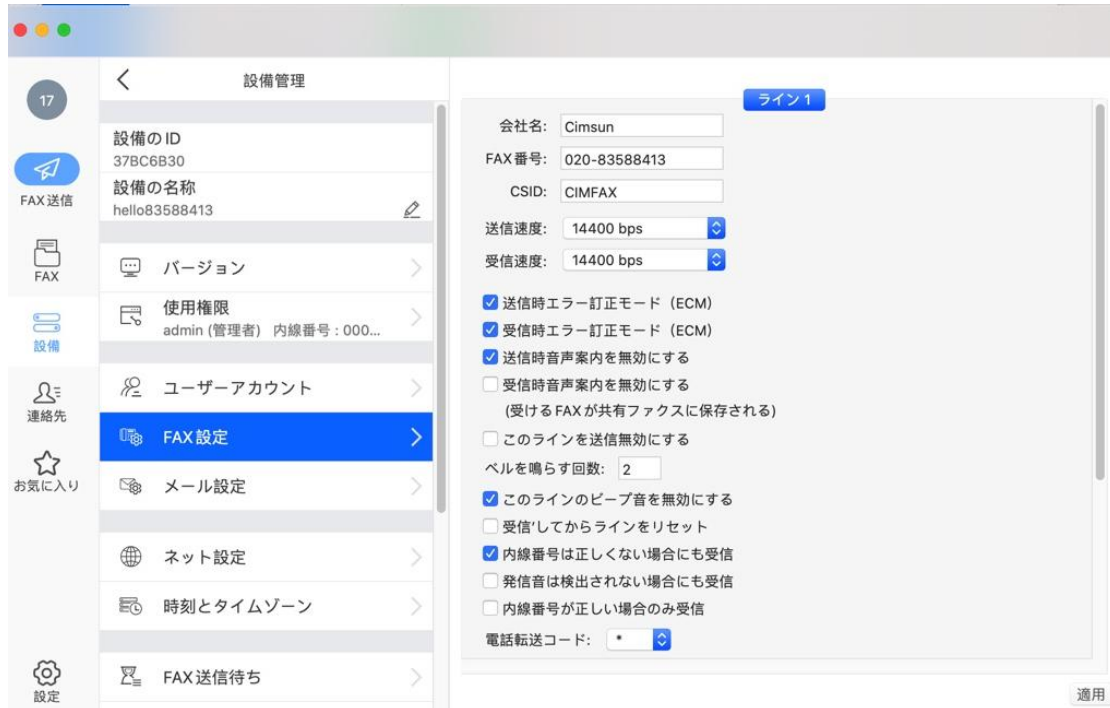 17
FAX送信
FAX
設備
連絡先
お気に入り
設定
設備管理
設備のID
37BC6B30
設備の名称
hello83588413
バージョン
使用権限
admin (管理者) 内線番号 : 000...
ユーザーアカウント
FAX設定
メール設定
ネット設定
時刻とタイムゾーン
FAX送信待ち
ライン 1
会社名: Cimsun
FAX番号: 020-83588413
CSID: CIMFAX
送信速度: 14400 bps
受信速度: 14400 bps
送信時エラー訂正モード（ECM）
受信時エラー訂正モード（ECM）
送信時音声案内を無効にする
受信時音声案内を無効にする
(受けるFAXが共有ファクスに保存される)
このラインを送信無効にする
ベルを鳴らす回数: 2
このラインのビープ音を無効にする
受信'してからラインをリセット
内線番号は正しくない場合にも受信
発信音は検出されない場合にも受信
内線番号が正しい場合のみ受信
電話転送コード: *
適用